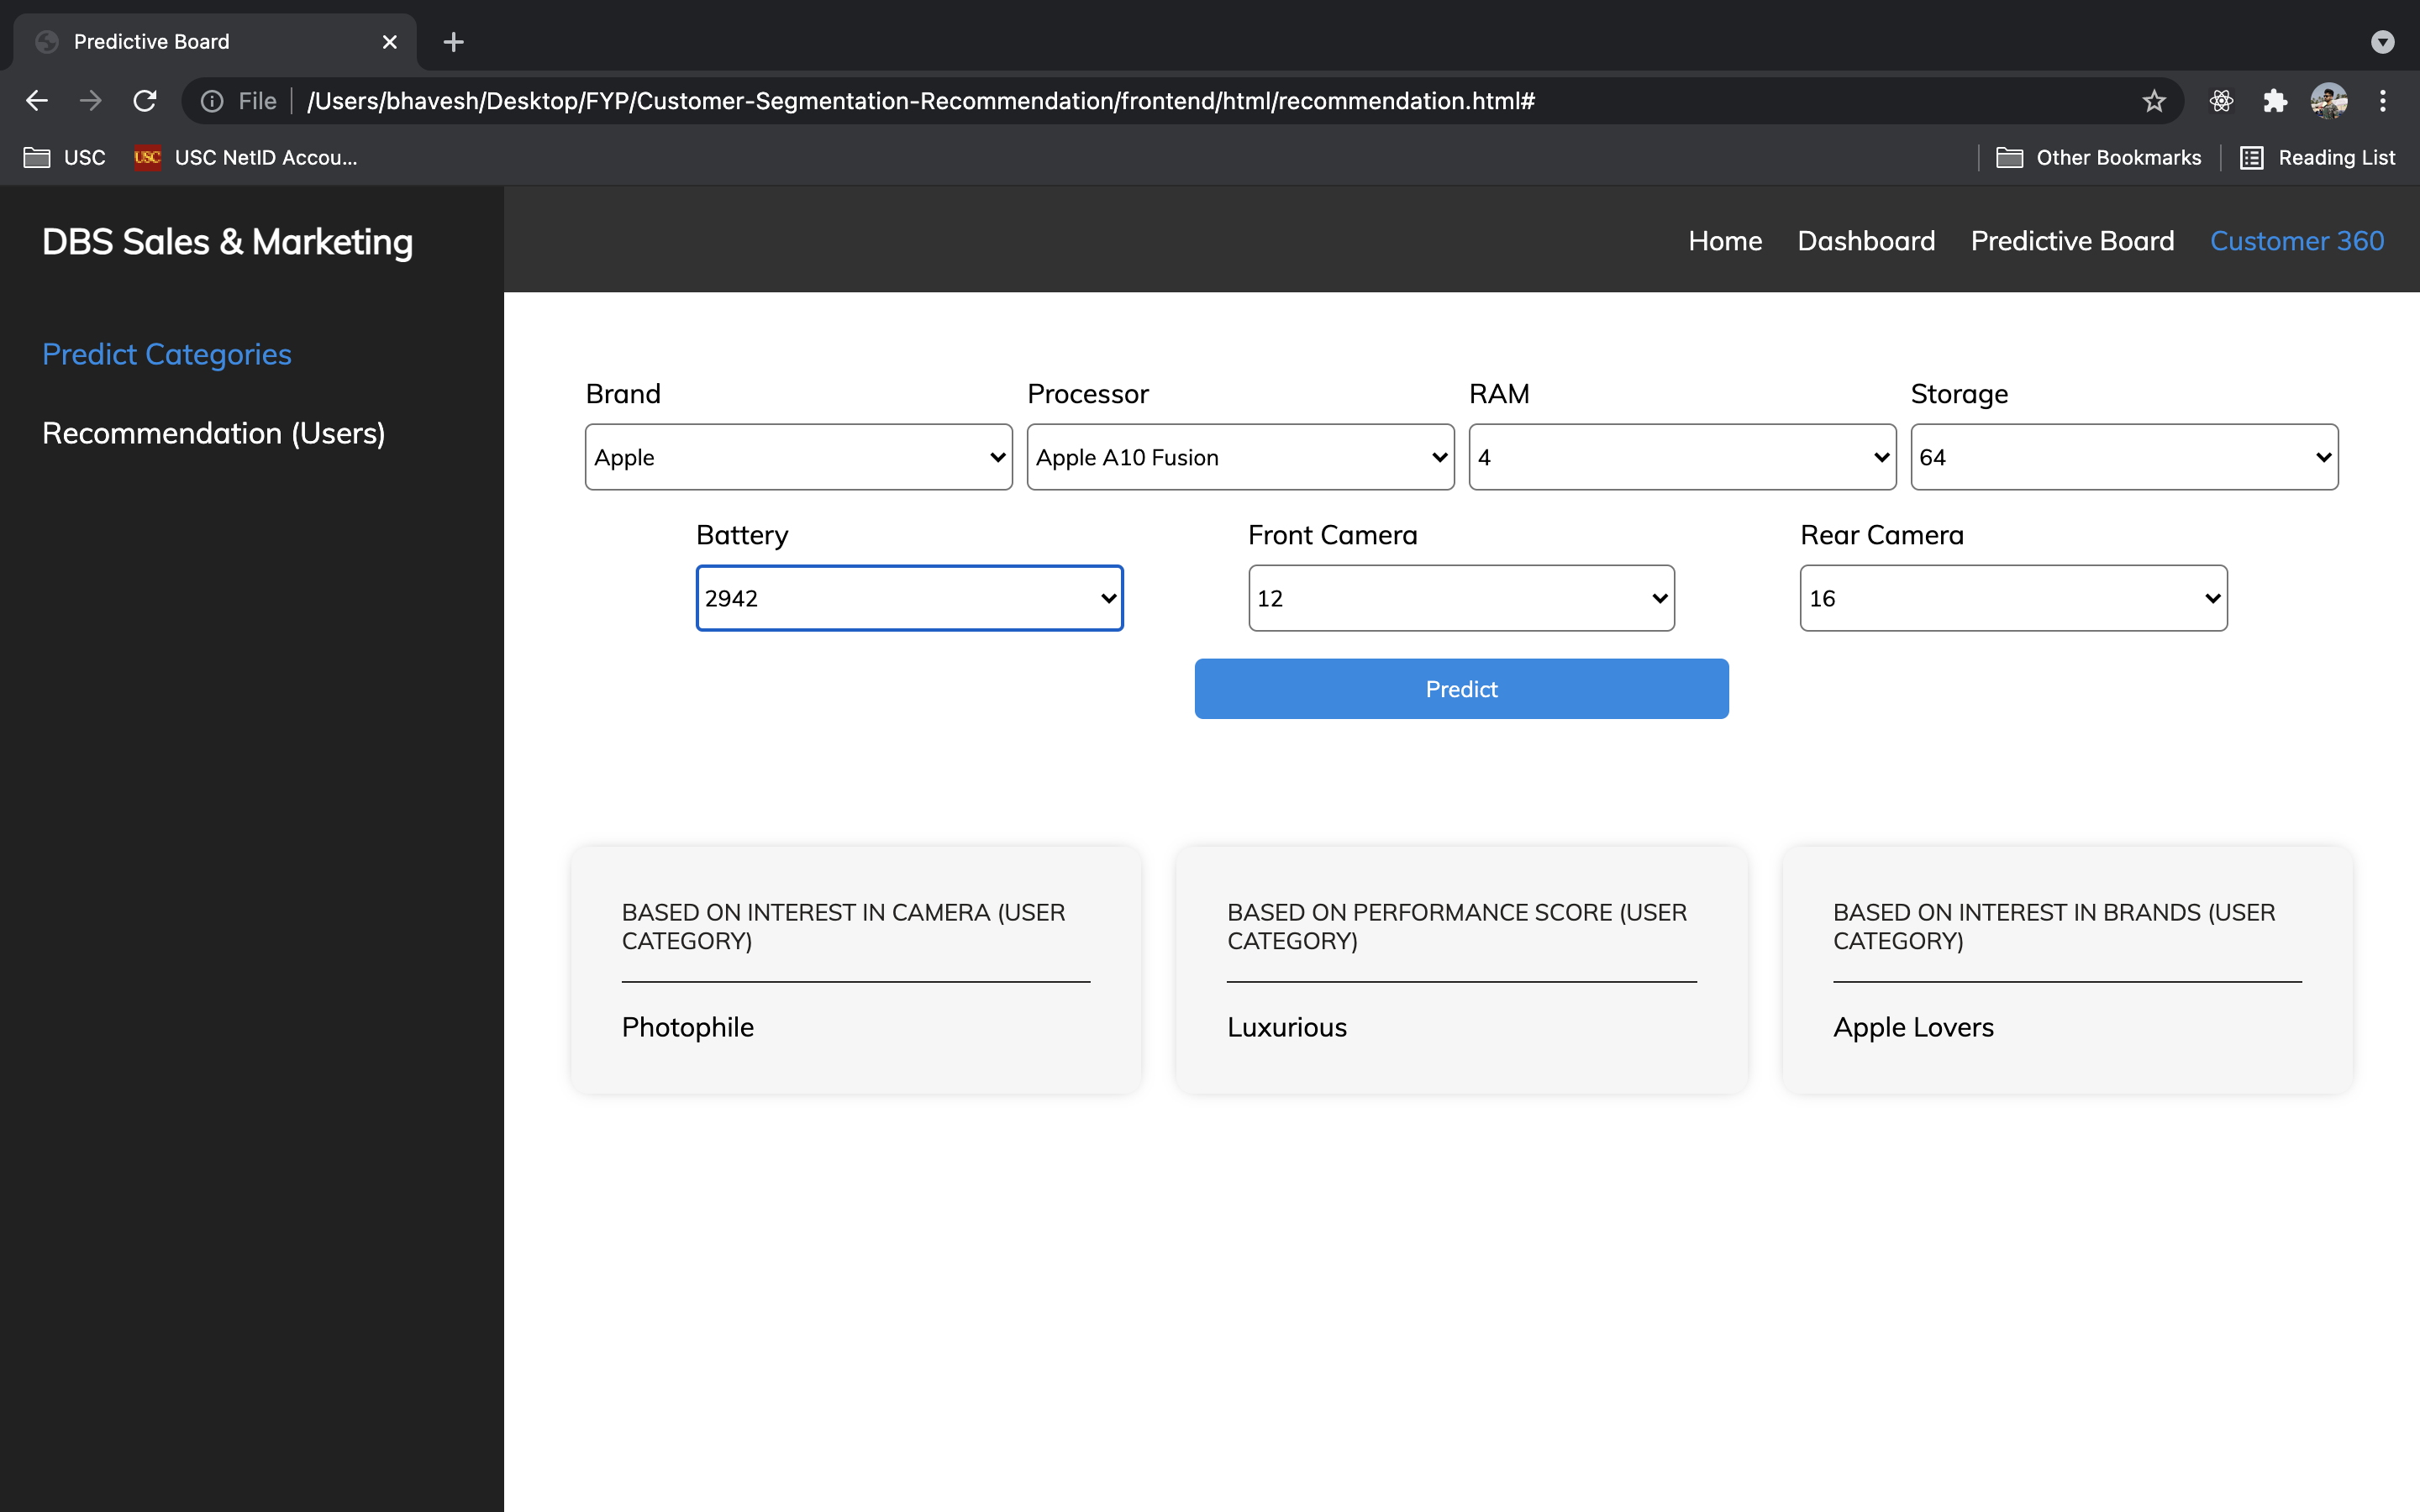 Predictive Board
File /Users/bhavesh/Desktop/FYP/Customer-Segmentation-Recommendation/frontend/html/recommendation.html#
USC USC USC NetID Accou... Other Bookmarks Reading List
DBS Sales & Marketing Home Dashboard Predictive Board Customer 360
Predict Categories
Recommendation (Users)
Brand Processor RAM Storage
Apple Apple A10 Fusion 4 64
Battery Front Camera Rear Camera
2942 12 16
Predict
BASED ON INTEREST IN CAMERA (USER
CATEGORY)
Photophile
BASED ON PERFORMANCE SCORE (USER
CATEGORY)
Luxurious
BASED ON INTEREST IN BRANDS (USER
CATEGORY)
Apple Lovers